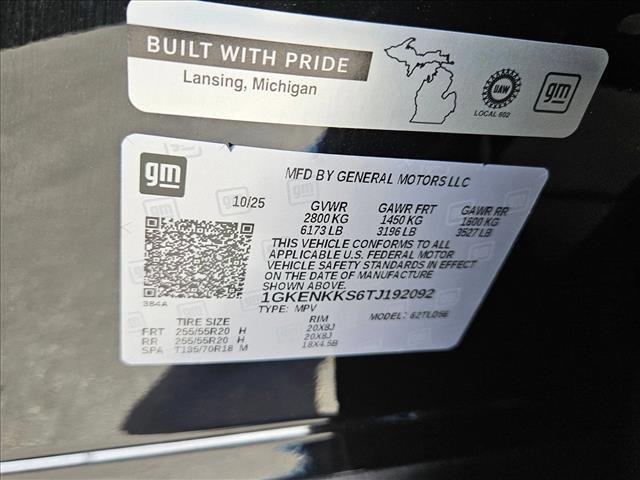 BUILT WITH PRIDE
Lansing, Michigan
UAW
LOCAL 602
gm
gm
MFD BY GENERAL MOTORS LLC
10/25 GVWR GAWR FRT GAWR RR
2800 KG 1450 KG 1600 KG
6173 LB 3196 LB 3527 LB
THIS VEHICLE CONFORMS TO ALL
APPLICABLE U.S. FEDERAL MOTOR
VEHICLE SAFETY STANDARDS IN EFFECT
ON THE DATE OF MANUFACTURE
SHOWN ABOVE.
384A
1GKENKKS6TJ192092
TYPE: MPV MODEL: 62TLO56
TIRE SIZE RIM
FRT 255/55R20 H 20X8J
RR 255/55R20 H 20X8J
SPA T135/70R18 M 18X4.5B